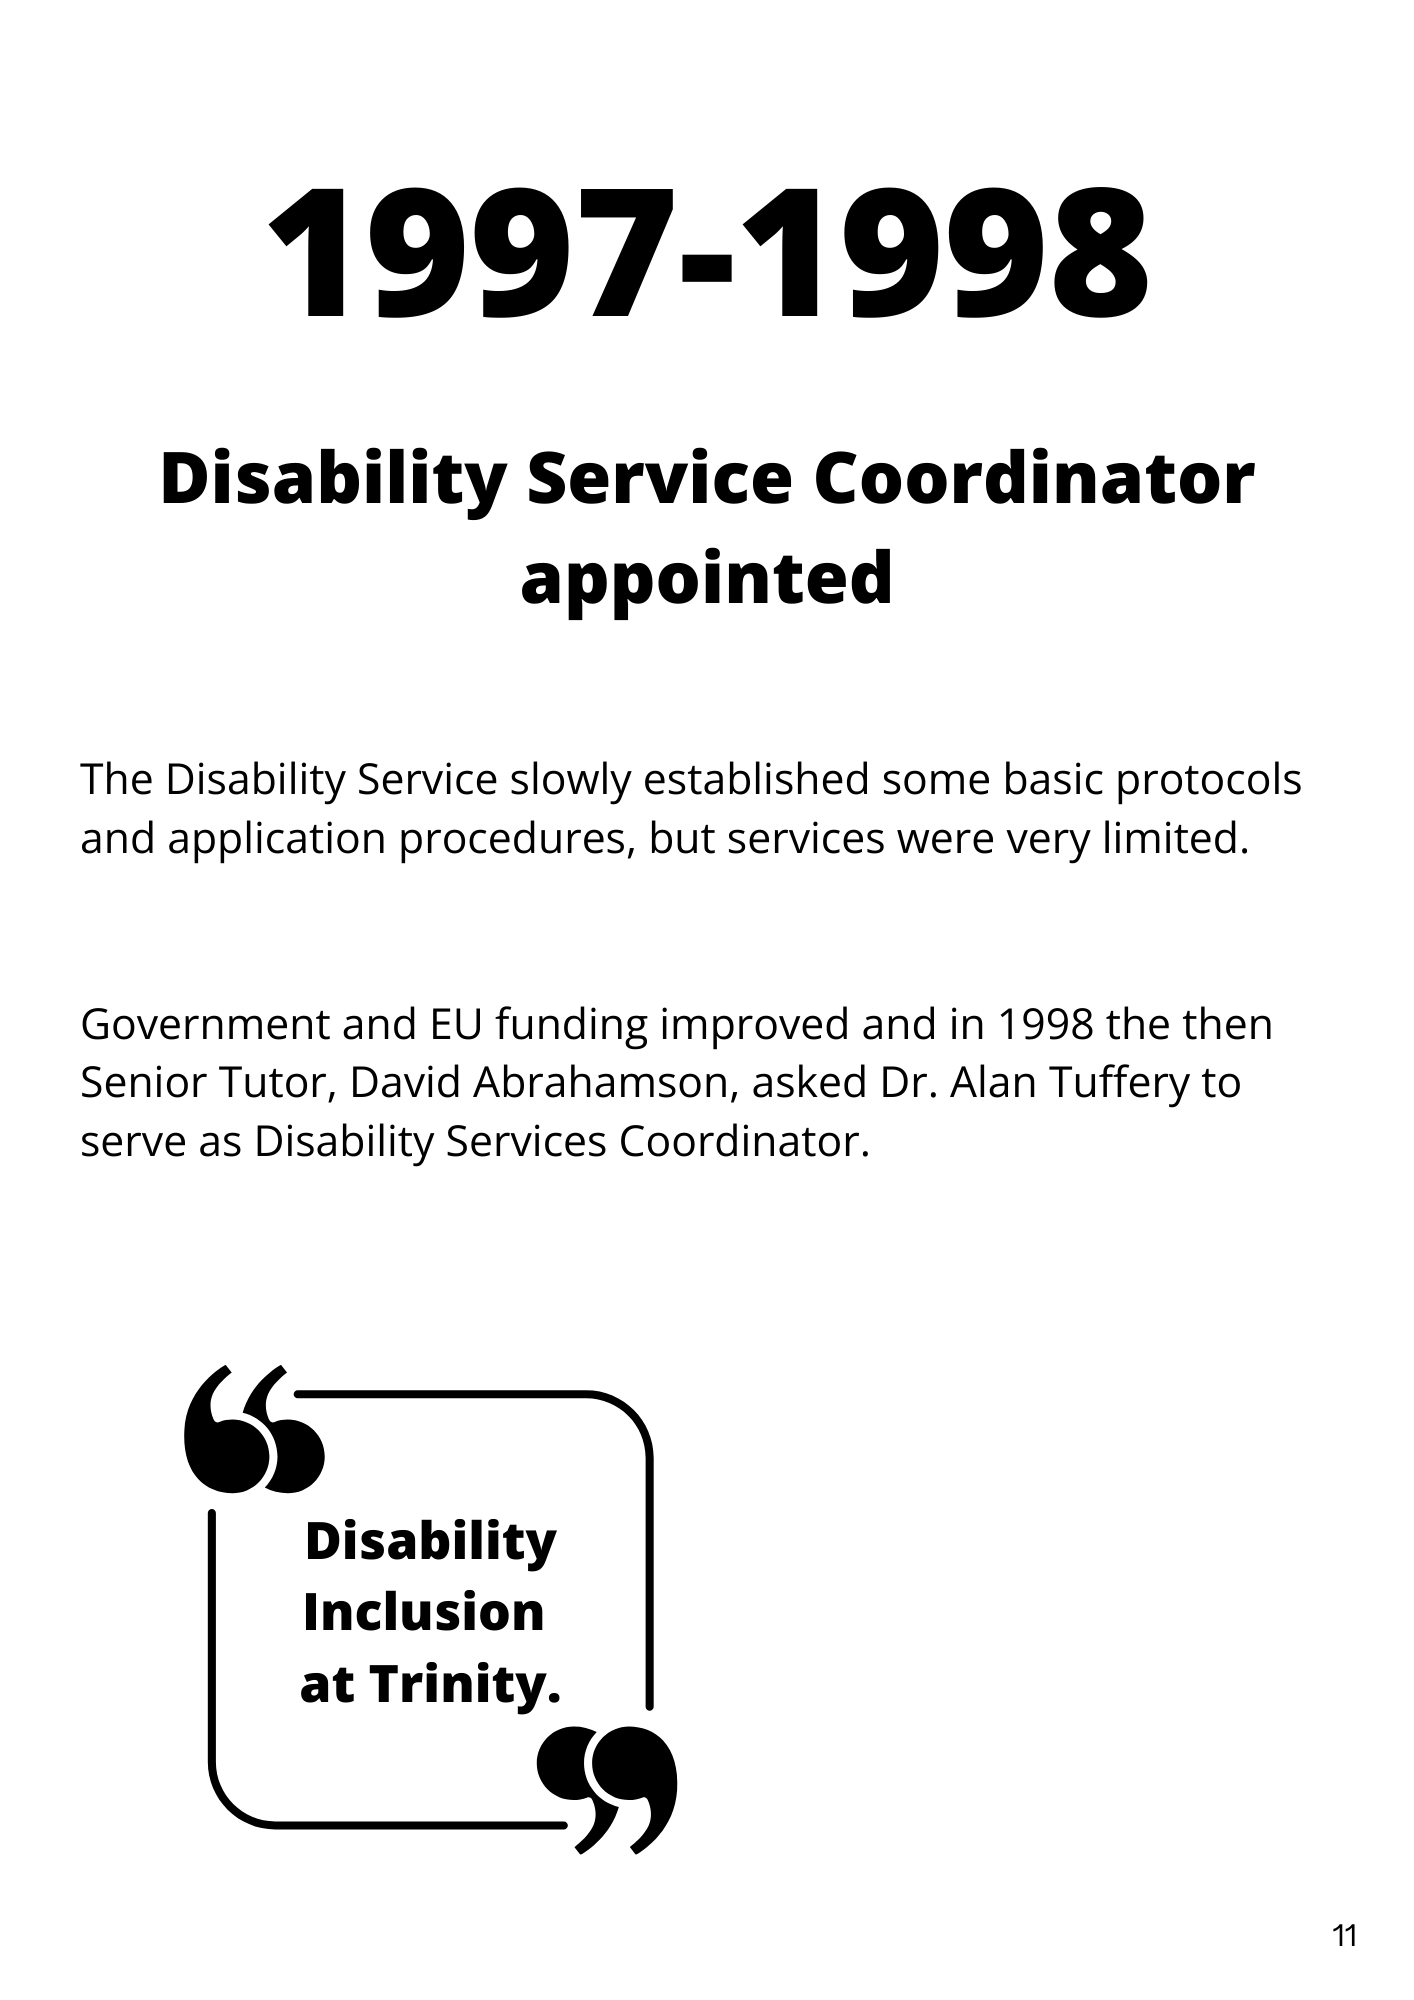 1997-1998
Disability Service Coordinator
appointed
The Disability Service slowly established some basic protocols
and application procedures, but services were very limited.
Government and EU funding improved and in 1998 the then
Senior Tutor, David Abrahamson, asked Dr. Alan Tuffery to
serve as Disability Services Coordinator.
“
Disability
Inclusion
at Trinity.
”
11